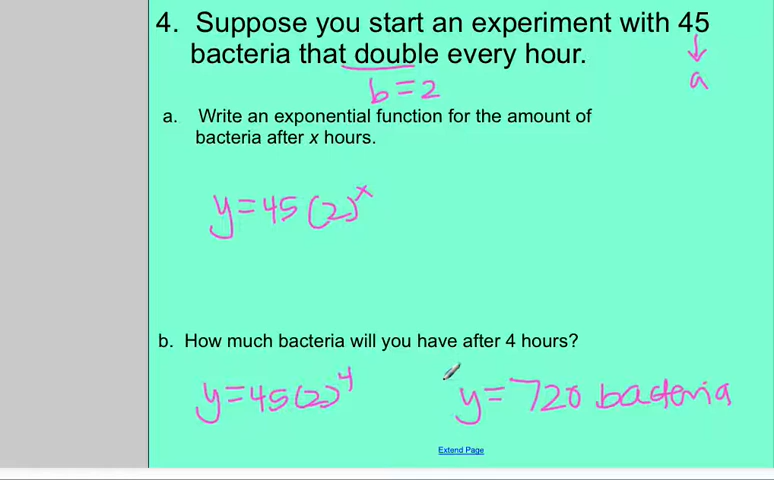 4. Suppose you start an experiment with 45
bacteria that double every hour.
b=2
a
a. Write an exponential function for the amount of
bacteria after x hours.
y=45(2)^x
b. How much bacteria will you have after 4 hours?
y=45(2)^4 y=720 bacteria
Extend Page